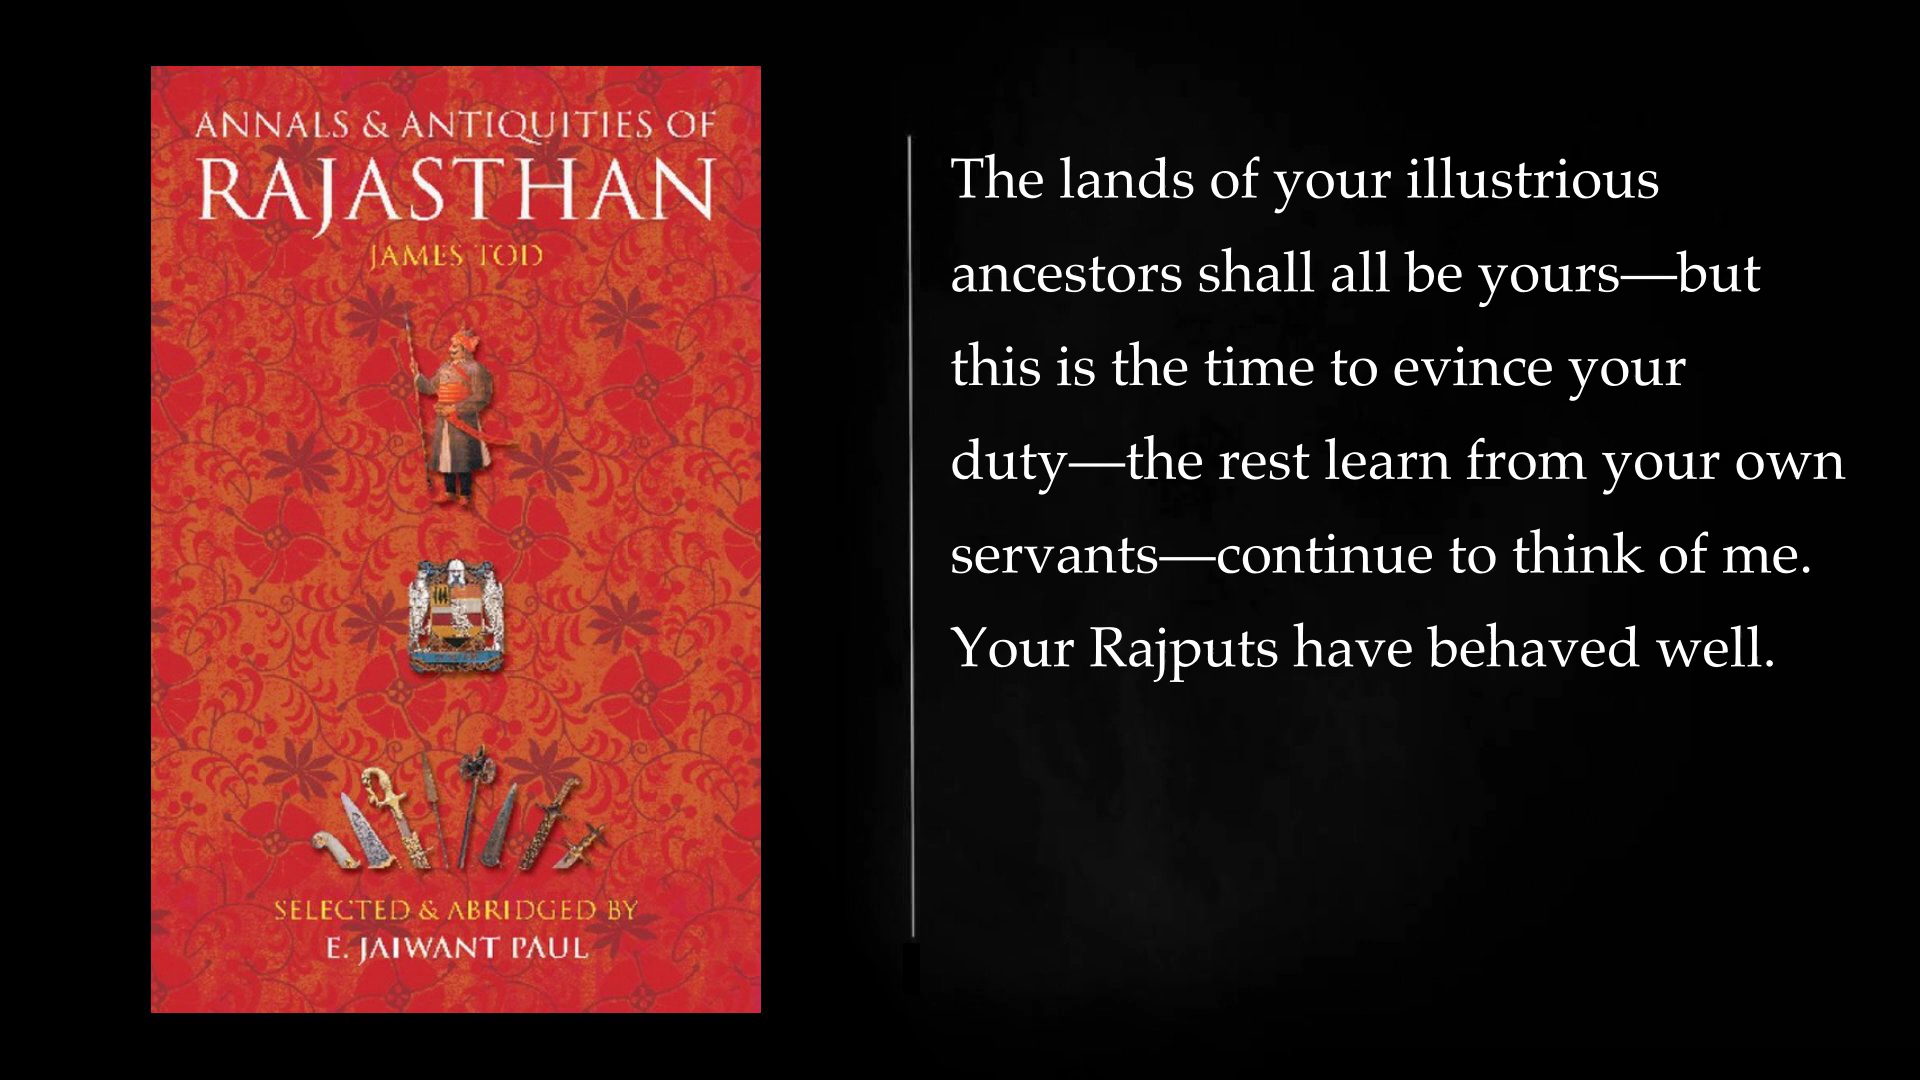 ANNALS & ANTIQUITIES OF
RAJASTHAN
JAMES TOD
SELECTED & ABRIDGED BY
E. JAIWANT PAUL
The lands of your illustrious
ancestors shall all be yours—but
this is the time to evince your
duty—the rest learn from your own
servants—continue to think of me.
Your Rajputs have behaved well.